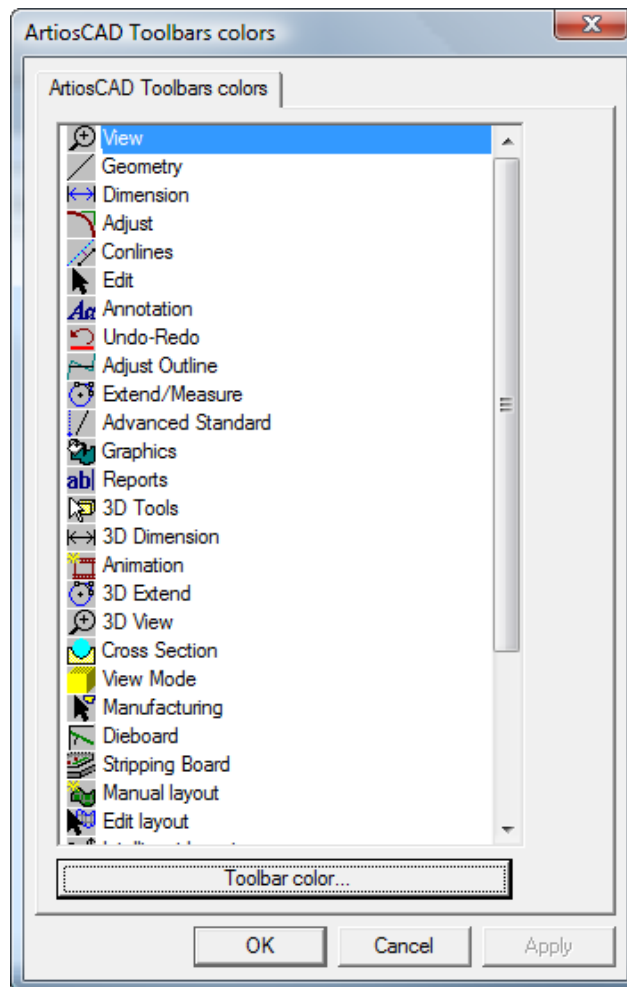 ArtiosCAD Toolbars colors
ArtiosCAD Toolbars colors
View
Geometry
Dimension
Adjust
Conlines
Edit
Aa Annotation
Undo-Redo
Adjust Outline
Extend/Measure
Advanced Standard
Graphics
ab Reports
3D Tools
3D Dimension
Animation
3D Extend
3D View
Cross Section
View Mode
Manufacturing
Dieboard
Stripping Board
Manual layout
Edit layout
Toolbar color...
OK Cancel Apply